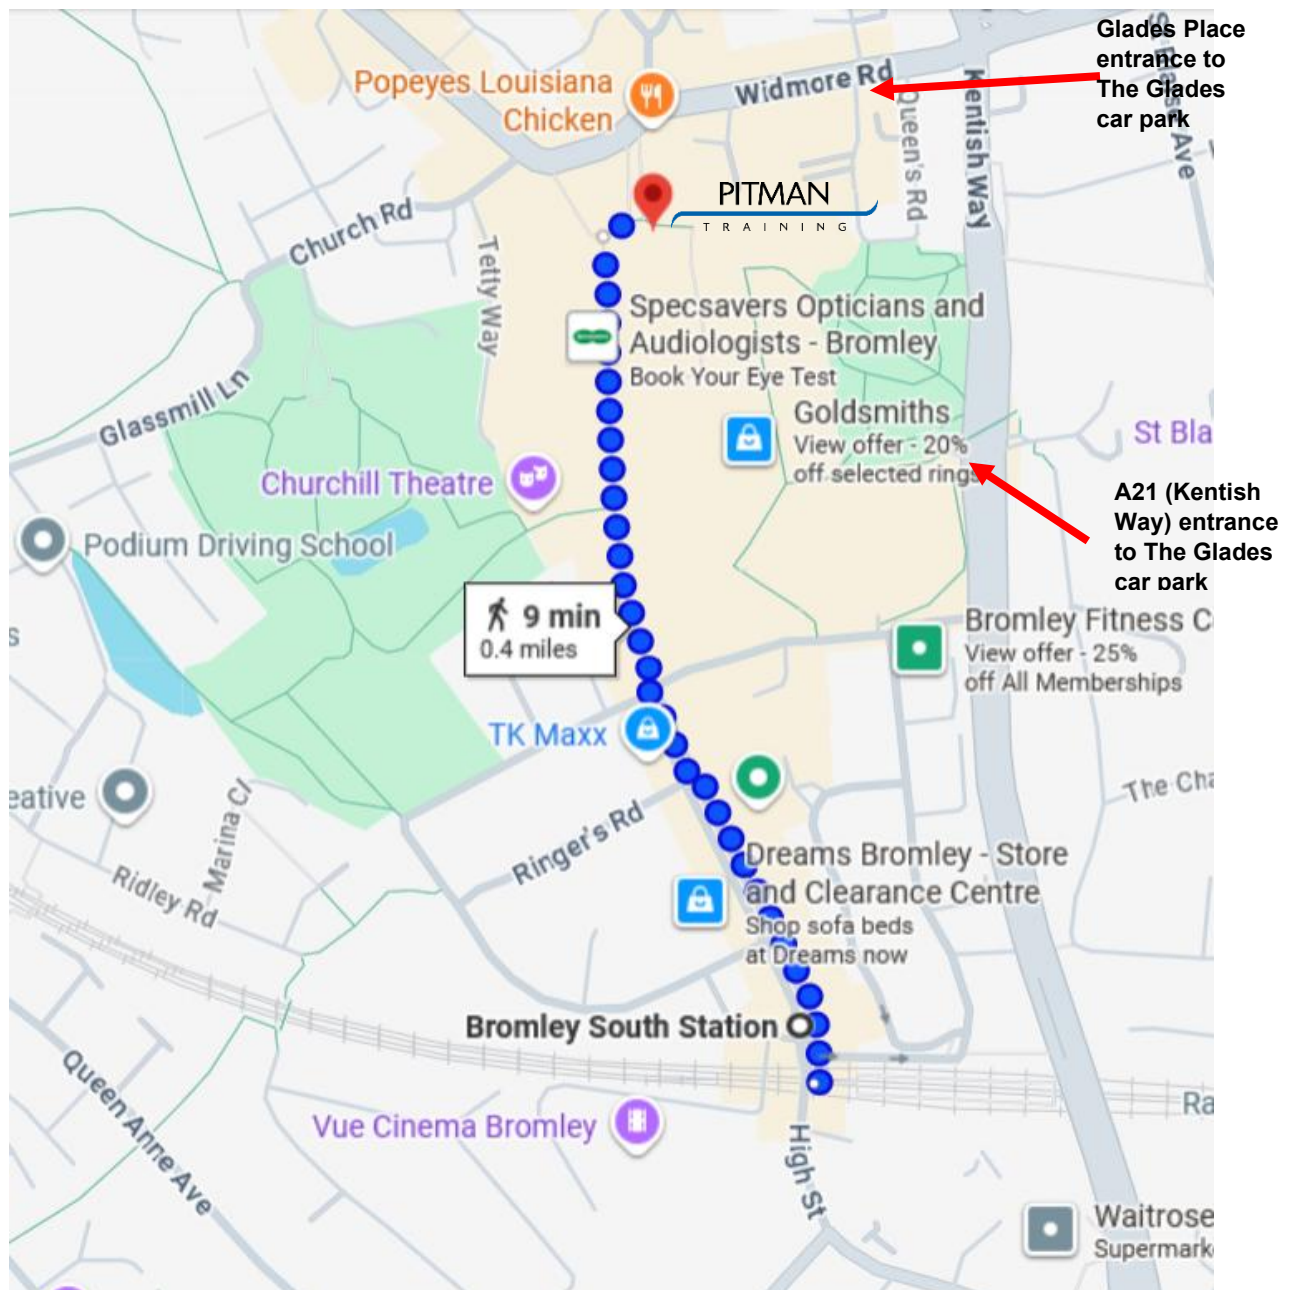 Glades Place
entrance to
The Glades
car park
St Blaise Ave
Popeyes Louisiana
Chicken
Widmore Rd
Queen's Rd
Kentish Way
PITMAN
TRAINING
Church Rd
Tetty Way
Specsavers Opticians and
Audiologists - Bromley
Book Your Eye Test
Glassmill Ln
Goldsmiths
View offer - 20%
off selected rings
St Bla
Churchill Theatre
A21 (Kentish
Way) entrance
to The Glades
car park
Podium Driving School
9 min
0.4 miles
s
Bromley Fitness C
View offer - 25%
off All Memberships
TK Maxx
eative
Marina Cl
The Cha
Ringer's Rd
Ridley Rd
Dreams Bromley - Store
and Clearance Centre
Shop sofa beds
at Dreams now
Bromley South Station
Queen Anne Ave
Vue Cinema Bromley
Ra
High St
Waitrose
Supermark